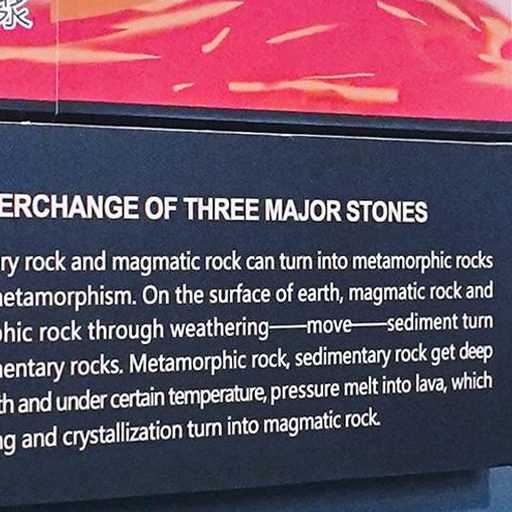 ERCHANGE OF THREE MAJOR STONES
ry rock and magmatic rock can turn into metamorphic rocks
etamorphism. On the surface of earth, magmatic rock and
phic rock through weathering——move——sediment turn
entary rocks. Metamorphic rock, sedimentary rock get deep
th and under certain temperature, pressure melt into lava, which
ng and crystallization turn into magmatic rock.